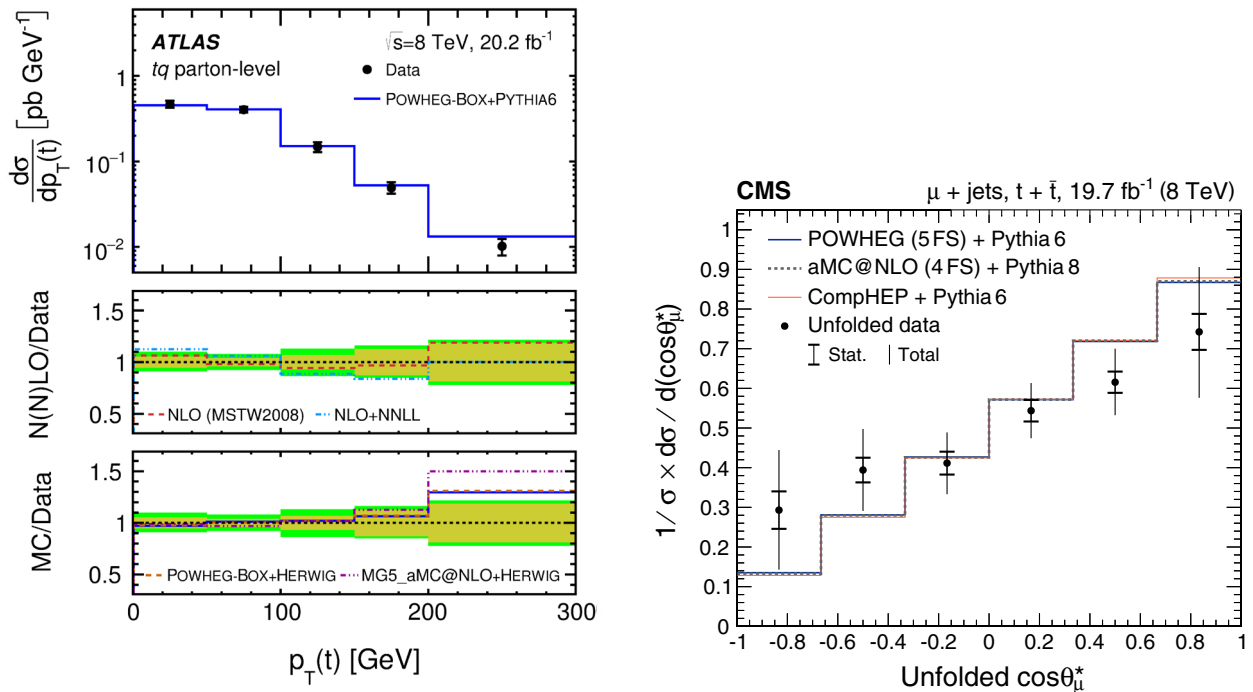 ATLAS
√s=8 TeV, 20.2 fb⁻¹
tq parton-level
Data
POWHEG-BOX+PYTHIA6
dσ/dp_T(t) [pb GeV⁻¹]
1
10⁻¹
10⁻²
N(N)LO/Data
1.5
1
0.5
NLO (MSTW2008)
NLO+NNLL
MC/Data
1.5
1
0.5
POWHEG-BOX+HERWIG
MG5_aMC@NLO+HERWIG
0 100 200 300
p_T(t) [GeV]
CMS
μ + jets, t + t̄, 19.7 fb⁻¹ (8 TeV)
POWHEG (5FS) + Pythia 6
aMC@NLO (4FS) + Pythia 8
CompHEP + Pythia 6
Unfolded data
Stat. Total
1/ σ × dσ / d(cosθ*_μ)
1
0.9
0.8
0.7
0.6
0.5
0.4
0.3
0.2
0.1
0
-1 -0.8 -0.6 -0.4 -0.2 0 0.2 0.4 0.6 0.8 1
Unfolded cosθ*_μ